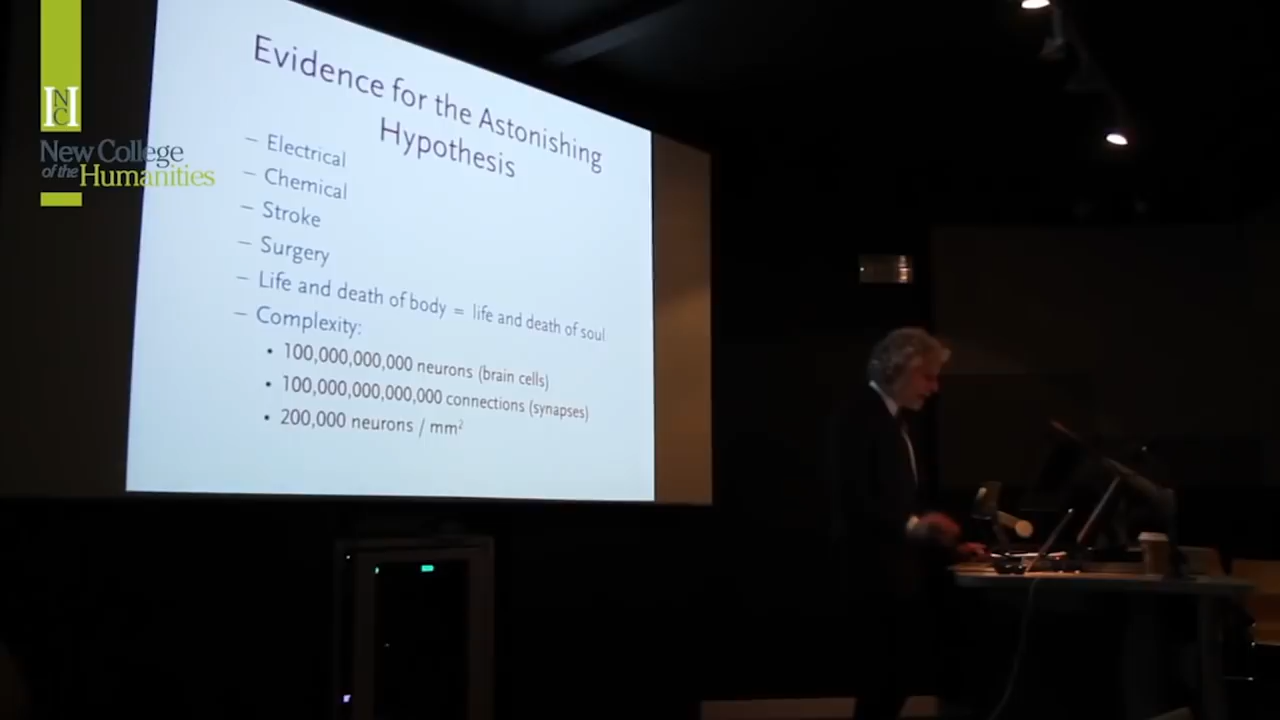 NCH
New College
of the Humanities
Evidence for the Astonishing
Hypothesis
– Electrical
– Chemical
– Stroke
– Surgery
– Life and death of body = life and death of soul
– Complexity:
• 100,000,000,000 neurons (brain cells)
• 100,000,000,000,000 connections (synapses)
• 200,000 neurons / mm²